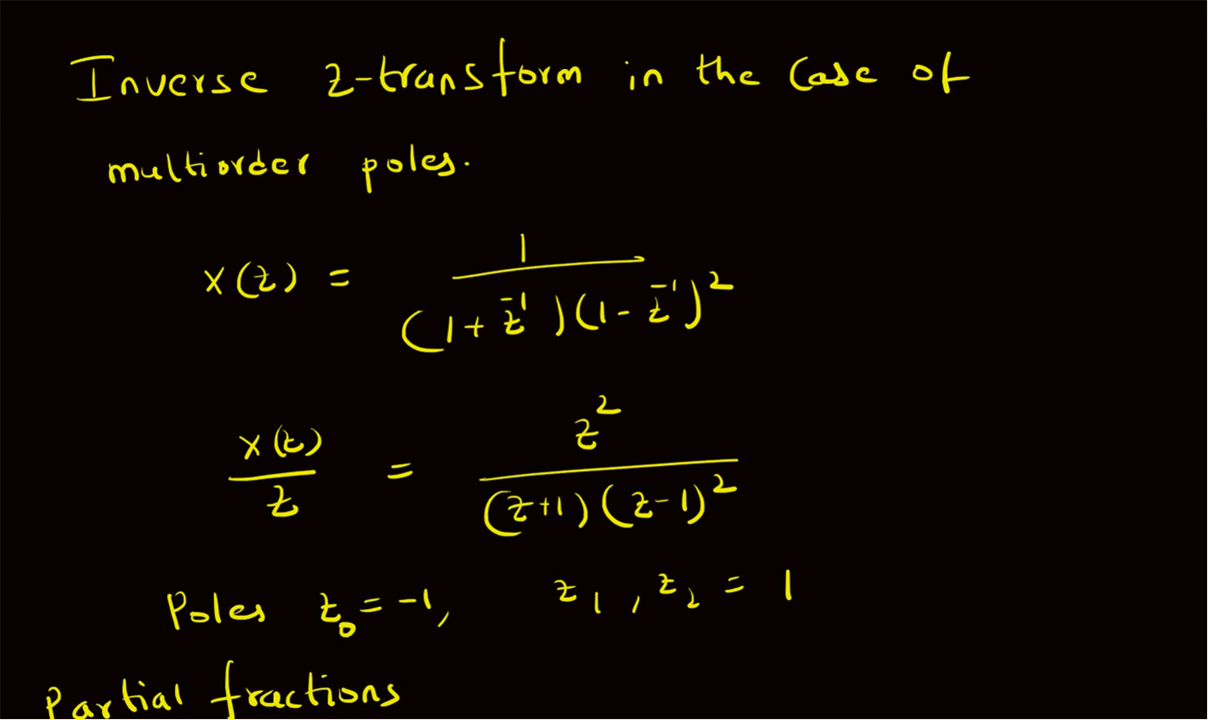 Inverse z-transform in the case of
multiorder poles.
X(z) = 1 / (1+z⁻¹)(1-z⁻¹)²
X(z)/z = z² / (z+1)(z-1)²
Poles z₀ = -1, z₁, z₂ = 1
Partial fractions